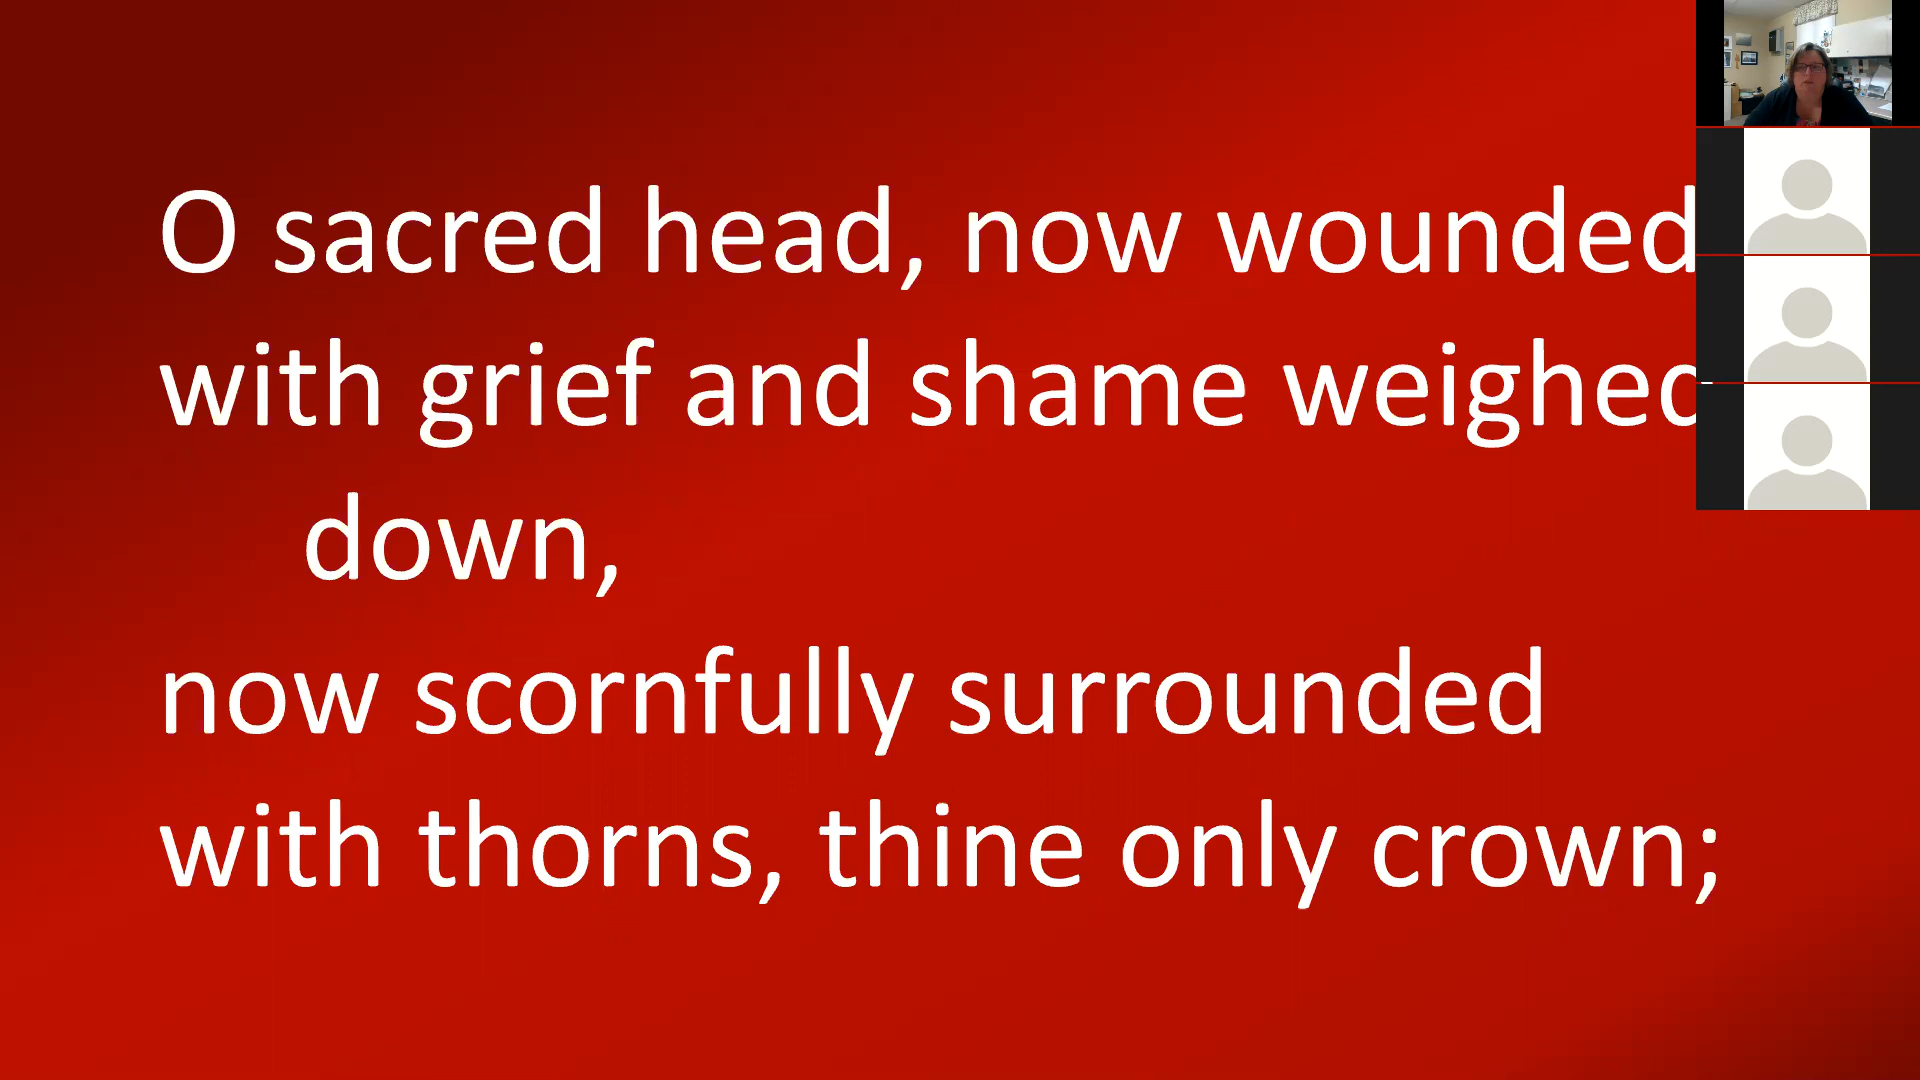 O sacred head, now wounded
with grief and shame weighed
down,
now scornfully surrounded
with thorns, thine only crown;